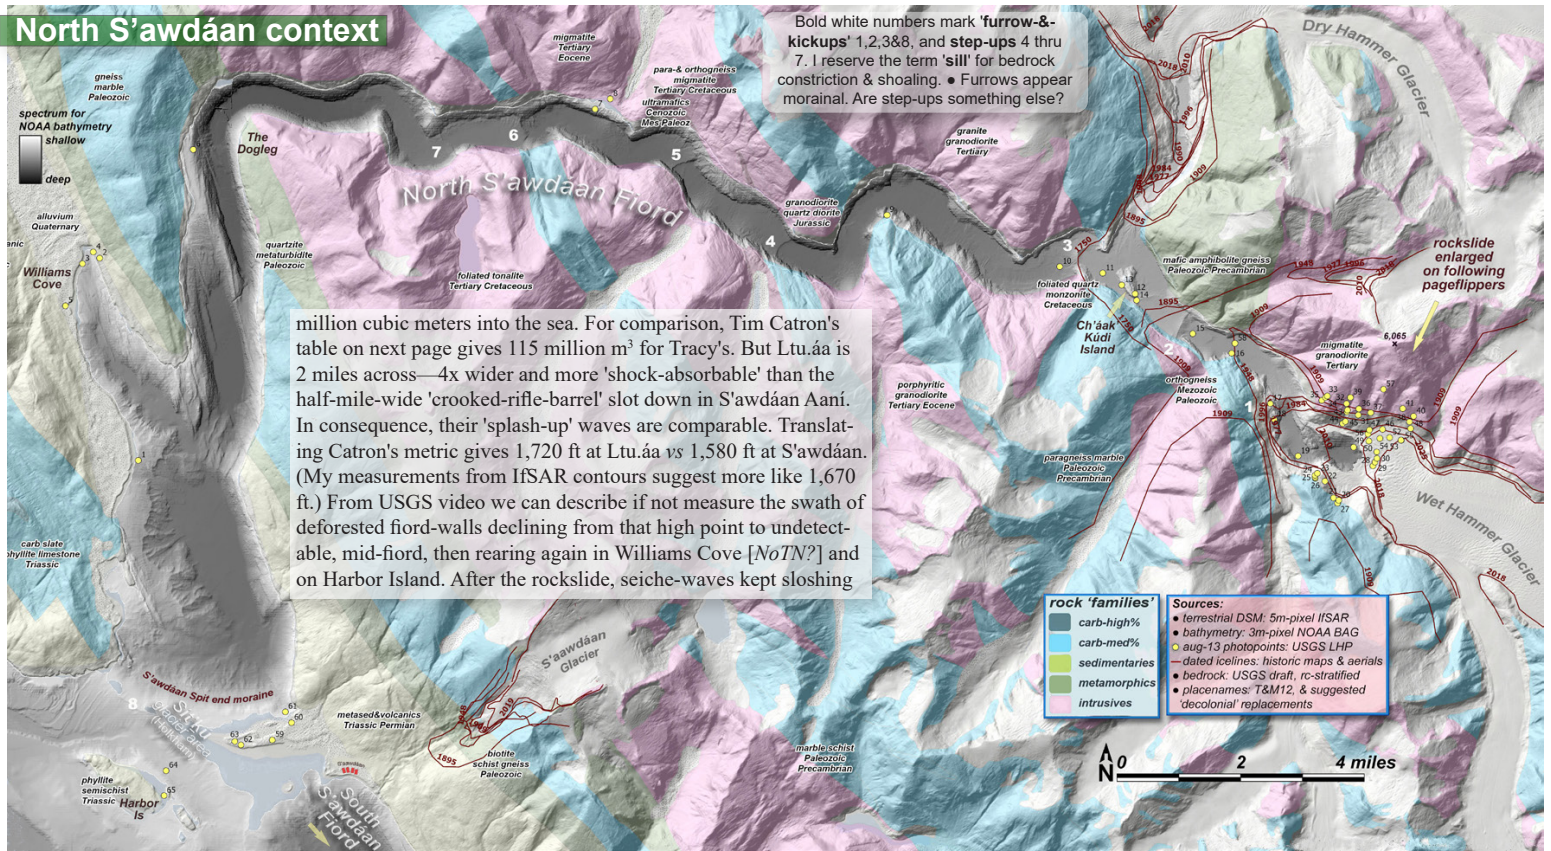 North S'awdáan context
Bold white numbers mark 'furrow-&-
kickups' 1,2,3&8, and step-ups 4 thru
7. I reserve the term 'sill' for bedrock
constriction & shoaling. ● Furrows appear
morainal. Are step-ups something else?
spectrum for
NOAA bathymetry
shallow
deep
gneiss
marble
Paleozoic
migmatite
Tertiary
Eocene
para-& orthogneiss
migmatite
Tertiary Cretaceous
ultramafics
Cenozoic
Mes Paleoz
granite
granodiorite
Tertiary
Dry Hammer Glacier
The
Dogleg
7
6
5
4
3
2
8
North S'awdáan Fiord
granodiorite
quartz diorite
Jurassic
alluvium
Quaternary
anic
Williams
Cove
quartzite
metaturbidite
Paleozoic
foliated tonalite
Tertiary Cretaceous
foliated quartz
monzonite
Cretaceous
mafic amphibolite gneiss
Paleozoic Precambrian
rockslide
enlarged
on following
pageflippers
Ch'áak
Kúdi
Island
6,065
migmatite
granodiorite
Tertiary
orthogneiss
Mezozoic
Paleozoic
porphyritic
granodiorite
Tertiary Eocene
paragneiss marble
Paleozoic
Precambrian
Wet Hammer Glacier
million cubic meters into the sea. For comparison, Tim Catron's
table on next page gives 115 million m³ for Tracy's. But Ltu.áa is
2 miles across—4x wider and more 'shock-absorbable' than the
half-mile-wide 'crooked-rifle-barrel' slot down in S'awdáan Aaní.
In consequence, their 'splash-up' waves are comparable. Translat-
ing Catron's metric gives 1,720 ft at Ltu.áa vs 1,580 ft at S'awdáan.
(My measurements from IfSAR contours suggest more like 1,670
ft.) From USGS video we can describe if not measure the swath of
deforested fiord-walls declining from that high point to undetect-
able, mid-fiord, then rearing again in Williams Cove [NoTN?] and
on Harbor Island. After the rockslide, seiche-waves kept sloshing
carb slate
phyllite limestone
Triassic
S'awdáan Spit end moraine
S'aawdáan
Glacier
metased&volcanics
Triassic Permian
biotite
schist gneiss
Paleozoic
marble schist
Paleozoic
Precambrian
phyllite
semischist
Triassic
Harbor
Is
South
S'awdáan
Fiord
1895
2019
1750
1909
2018
rock 'families'
carb-high%
carb-med%
sedimentaries
metamorphics
intrusives
Sources:
● terrestrial DSM: 5m-pixel IfSAR
● bathymetry: 3m-pixel NOAA BAG
aug-13 photopoints: USGS LHP
dated icelines: historic maps & aerials
● bedrock: USGS draft, rc-stratified
● placenames: T&M12, & suggested
'decolonial' replacements
N 0 2 4 miles